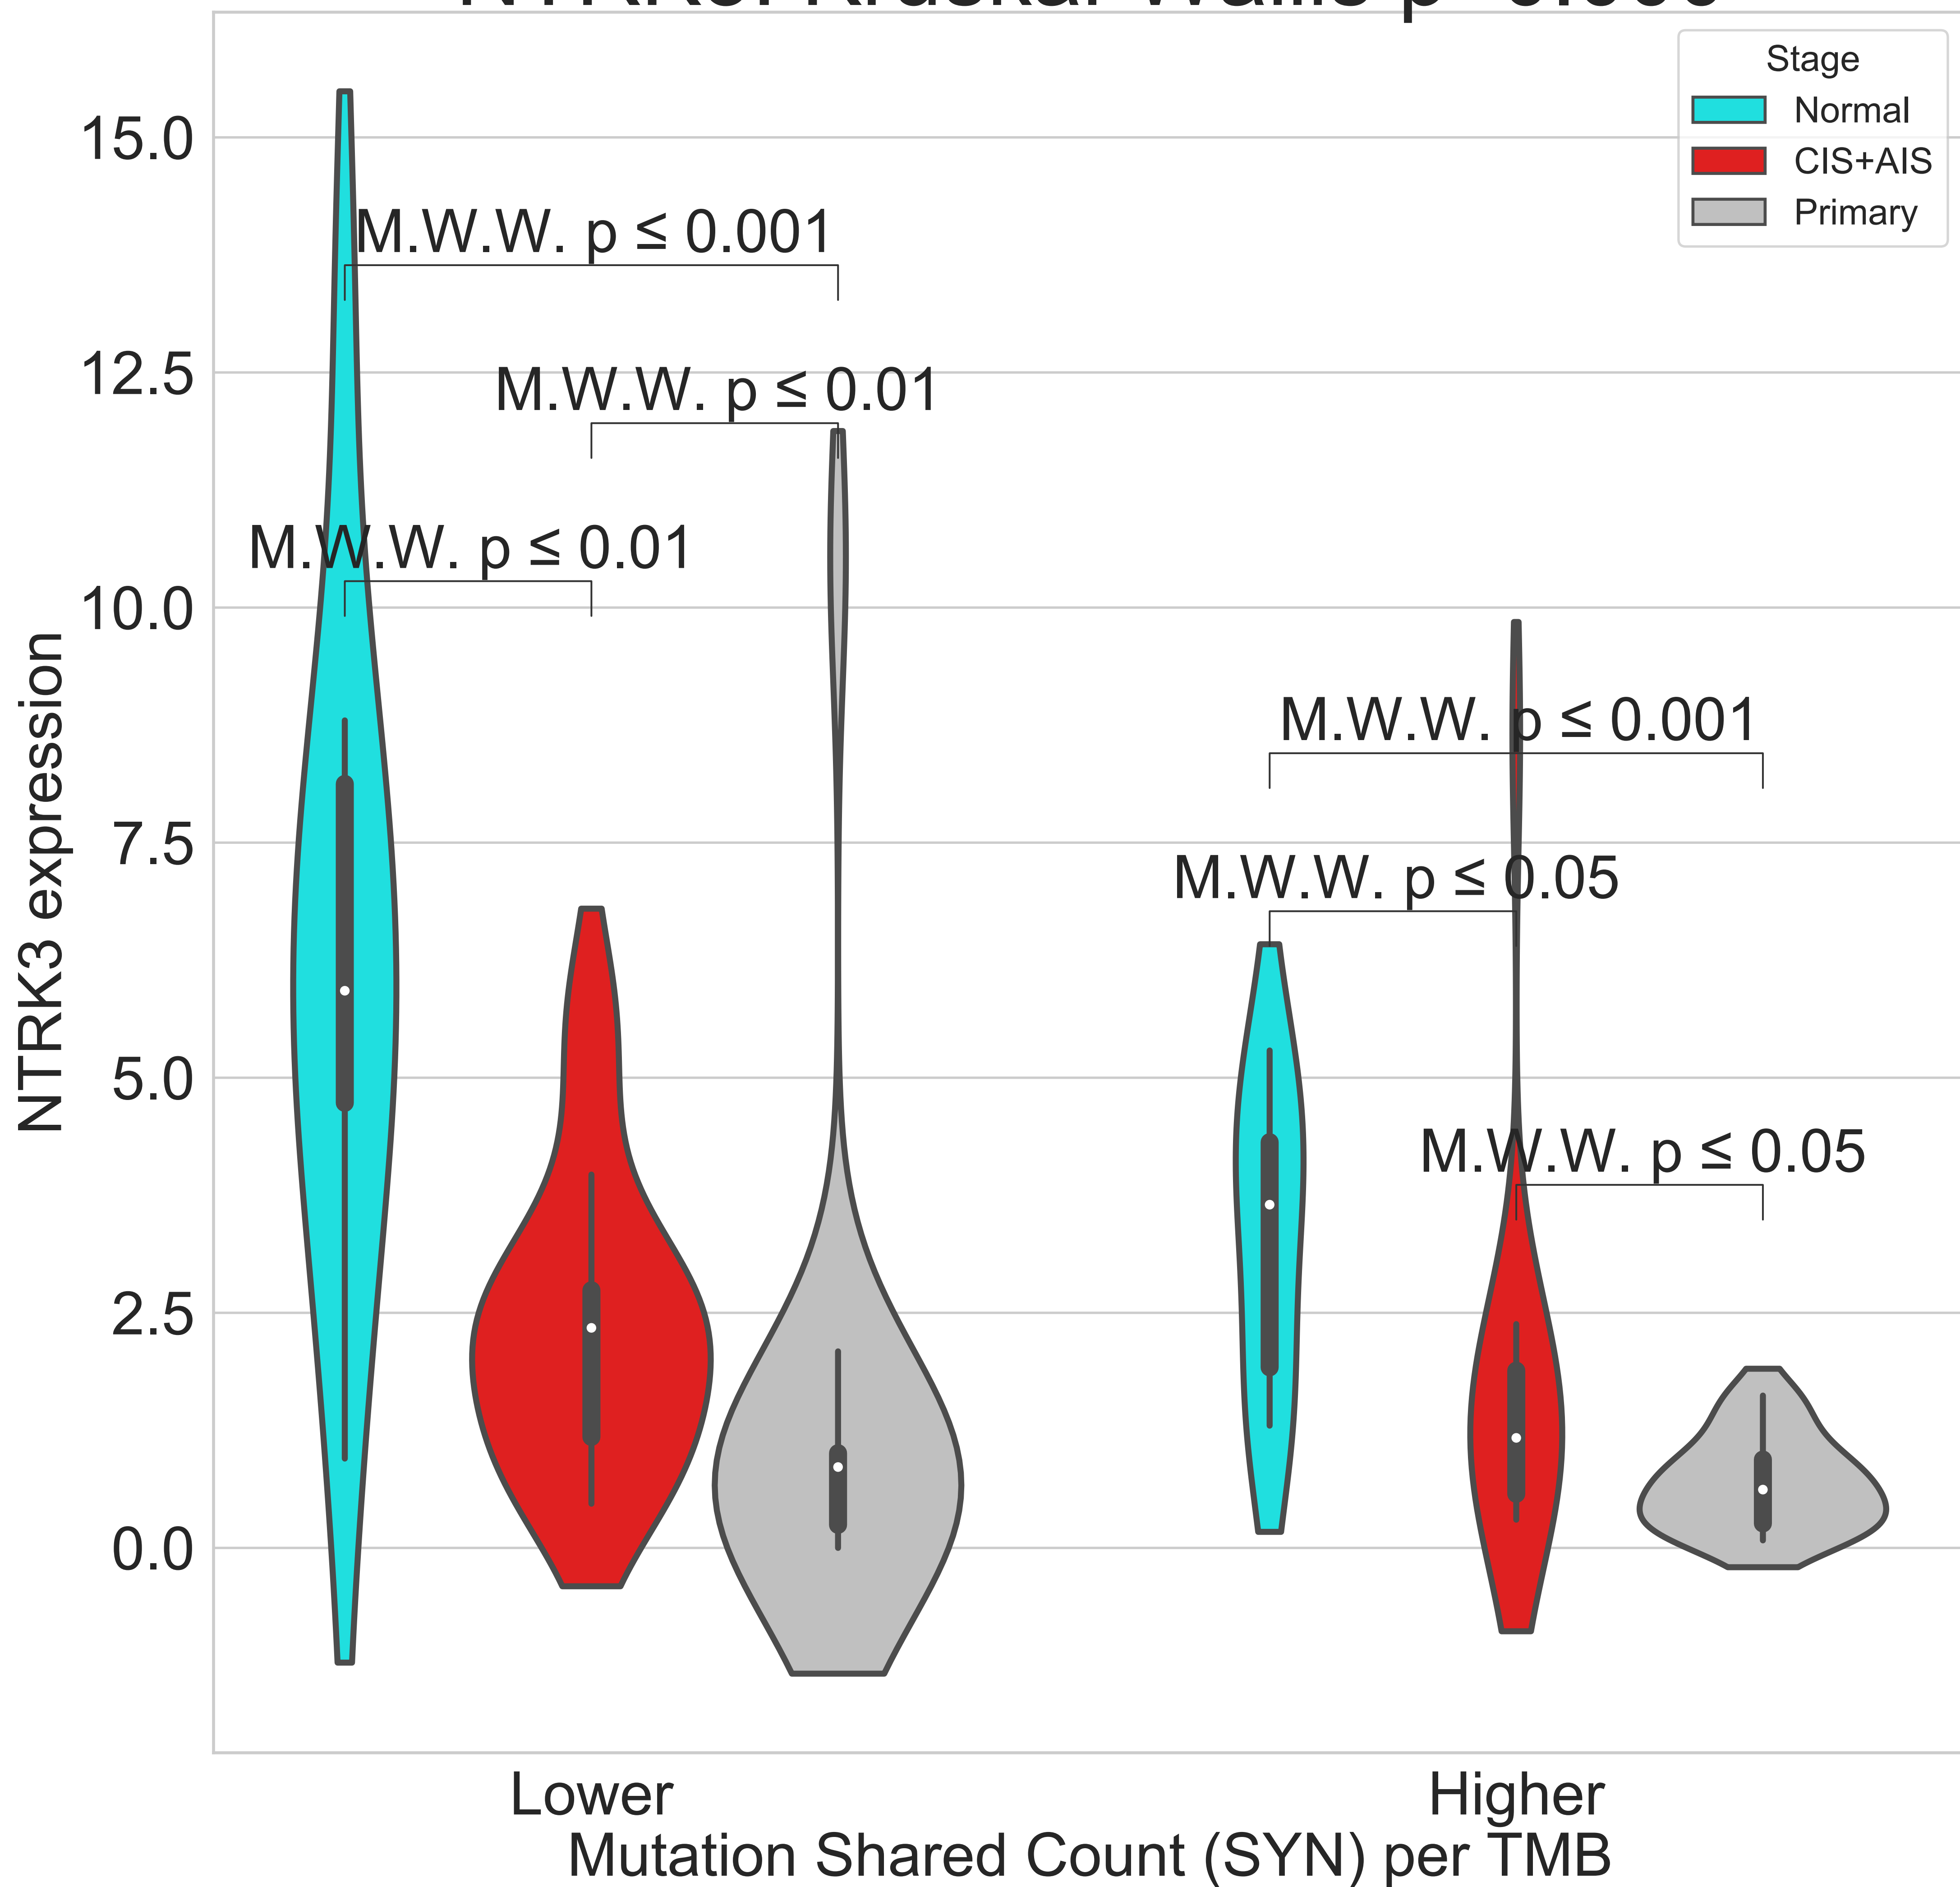 Stage
Normal
CIS+AIS
Primary
15.0
12.5
10.0
7.5
5.0
2.5
0.0
NTRK3 expression
M.W.W. p ≤ 0.001
M.W.W. p ≤ 0.01
M.W.W. p ≤ 0.01
M.W.W. p ≤ 0.001
M.W.W. p ≤ 0.05
M.W.W. p ≤ 0.05
Lower
Higher
Mutation Shared Count (SYN) per TMB